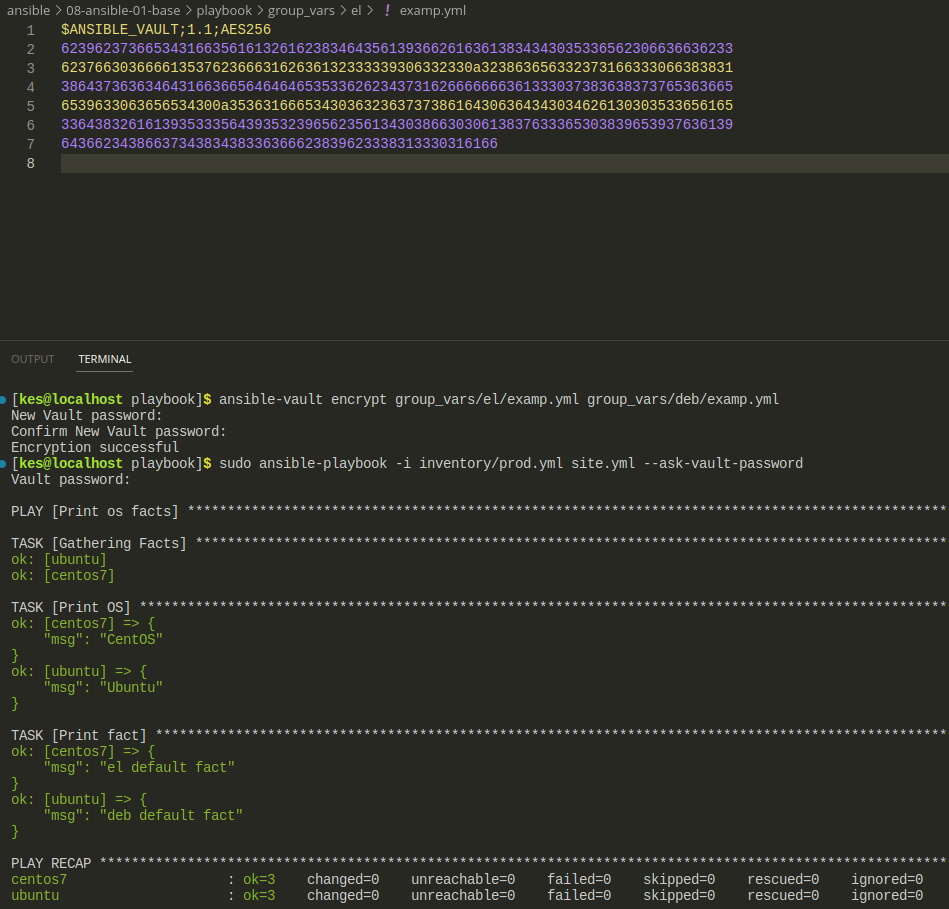 ansible > 08-ansible-01-base > playbook > group_vars > el > ! examp.yml
1 $ANSIBLE_VAULT;1.1;AES256
2 62396237366534316635616132616238346435613936626163613834343035336562306636636233
3 6237663036666135376236663162636132333339306332330a323863656332373166333066383831
4 38643736363464316636656464646535336262343731626666666361333037383638373765363665
5 6539633063656534300a353631666534303632363737386164306364343034626130303533656165
6 33643832616139353335643935323965623561343038663030613837633365303839653937636139
7 643662343866373438343833636662383962333831333031​6166
8
OUTPUT TERMINAL
[kes@localhost playbook]$ ansible-vault encrypt group_vars/el/examp.yml group_vars/deb/examp.yml
New Vault password:
Confirm New Vault password:
Encryption successful
[kes@localhost playbook]$ sudo ansible-playbook -i inventory/prod.yml site.yml --ask-vault-password
Vault password:
PLAY [Print os facts] ***********************************************************************************************
TASK [Gathering Facts] **********************************************************************************************
ok: [ubuntu]
ok: [centos7]
TASK [Print OS] *****************************************************************************************************
ok: [centos7] => {
"msg": "CentOS"
}
ok: [ubuntu] => {
"msg": "Ubuntu"
}
TASK [Print fact] ***************************************************************************************************
ok: [centos7] => {
"msg": "el default fact"
}
ok: [ubuntu] => {
"msg": "deb default fact"
}
PLAY RECAP **********************************************************************************************************
centos7 : ok=3 changed=0 unreachable=0 failed=0 skipped=0 rescued=0 ignored=0
ubuntu : ok=3 changed=0 unreachable=0 failed=0 skipped=0 rescued=0 ignored=0